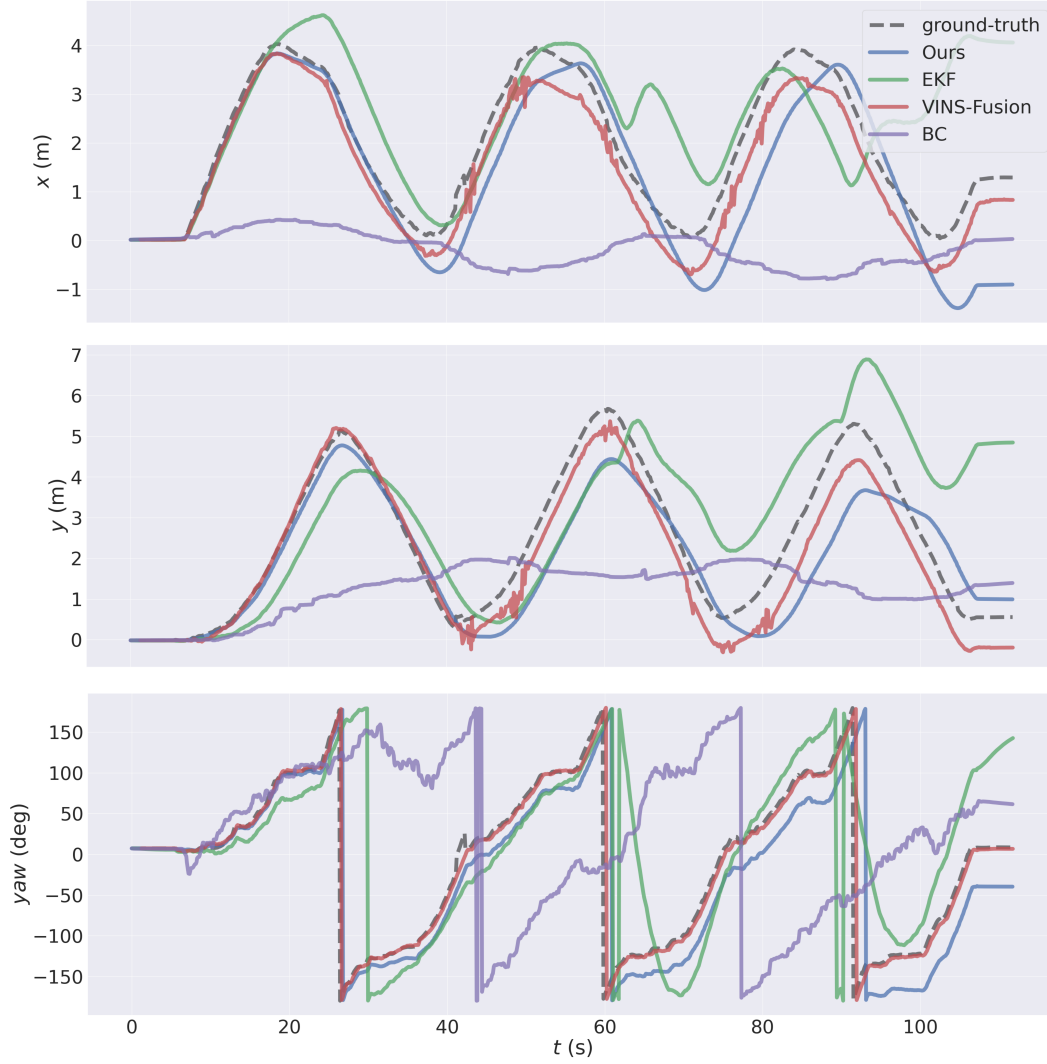 ground-truth
Ours
EKF
VINS-Fusion
BC
x (m)
4
3
2
1
0
−1
y (m)
7
6
5
4
3
2
1
0
yaw (deg)
150
100
50
0
−50
−100
−150
0 20 40 60 80 100
t (s)